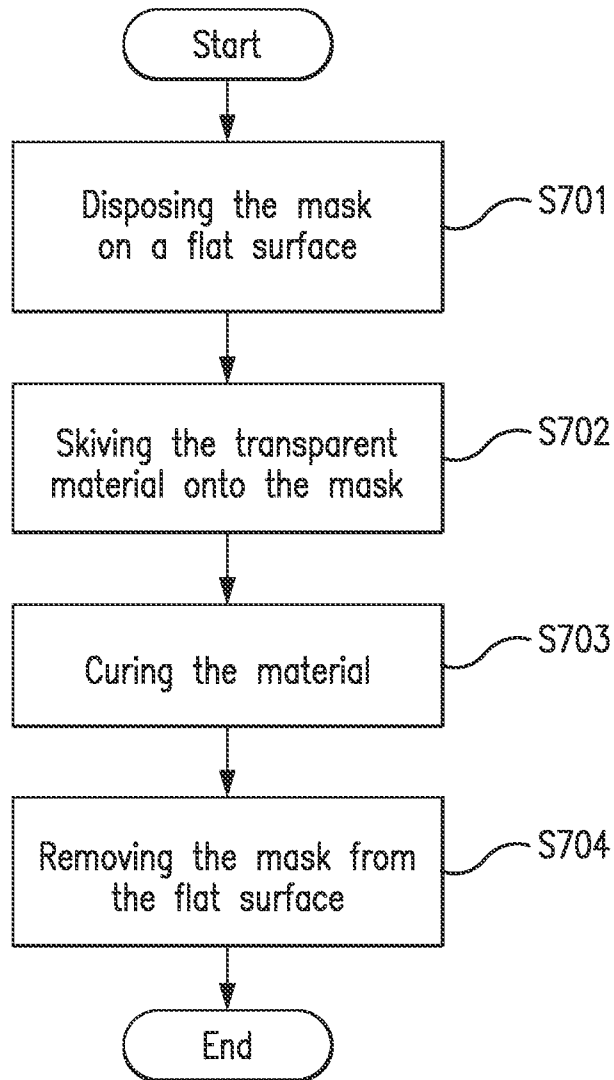 Start
Disposing the mask
on a flat surface
S701
Skiving the transparent
material onto the mask
S702
Curing the material
S703
Removing the mask from
the flat surface
S704
End